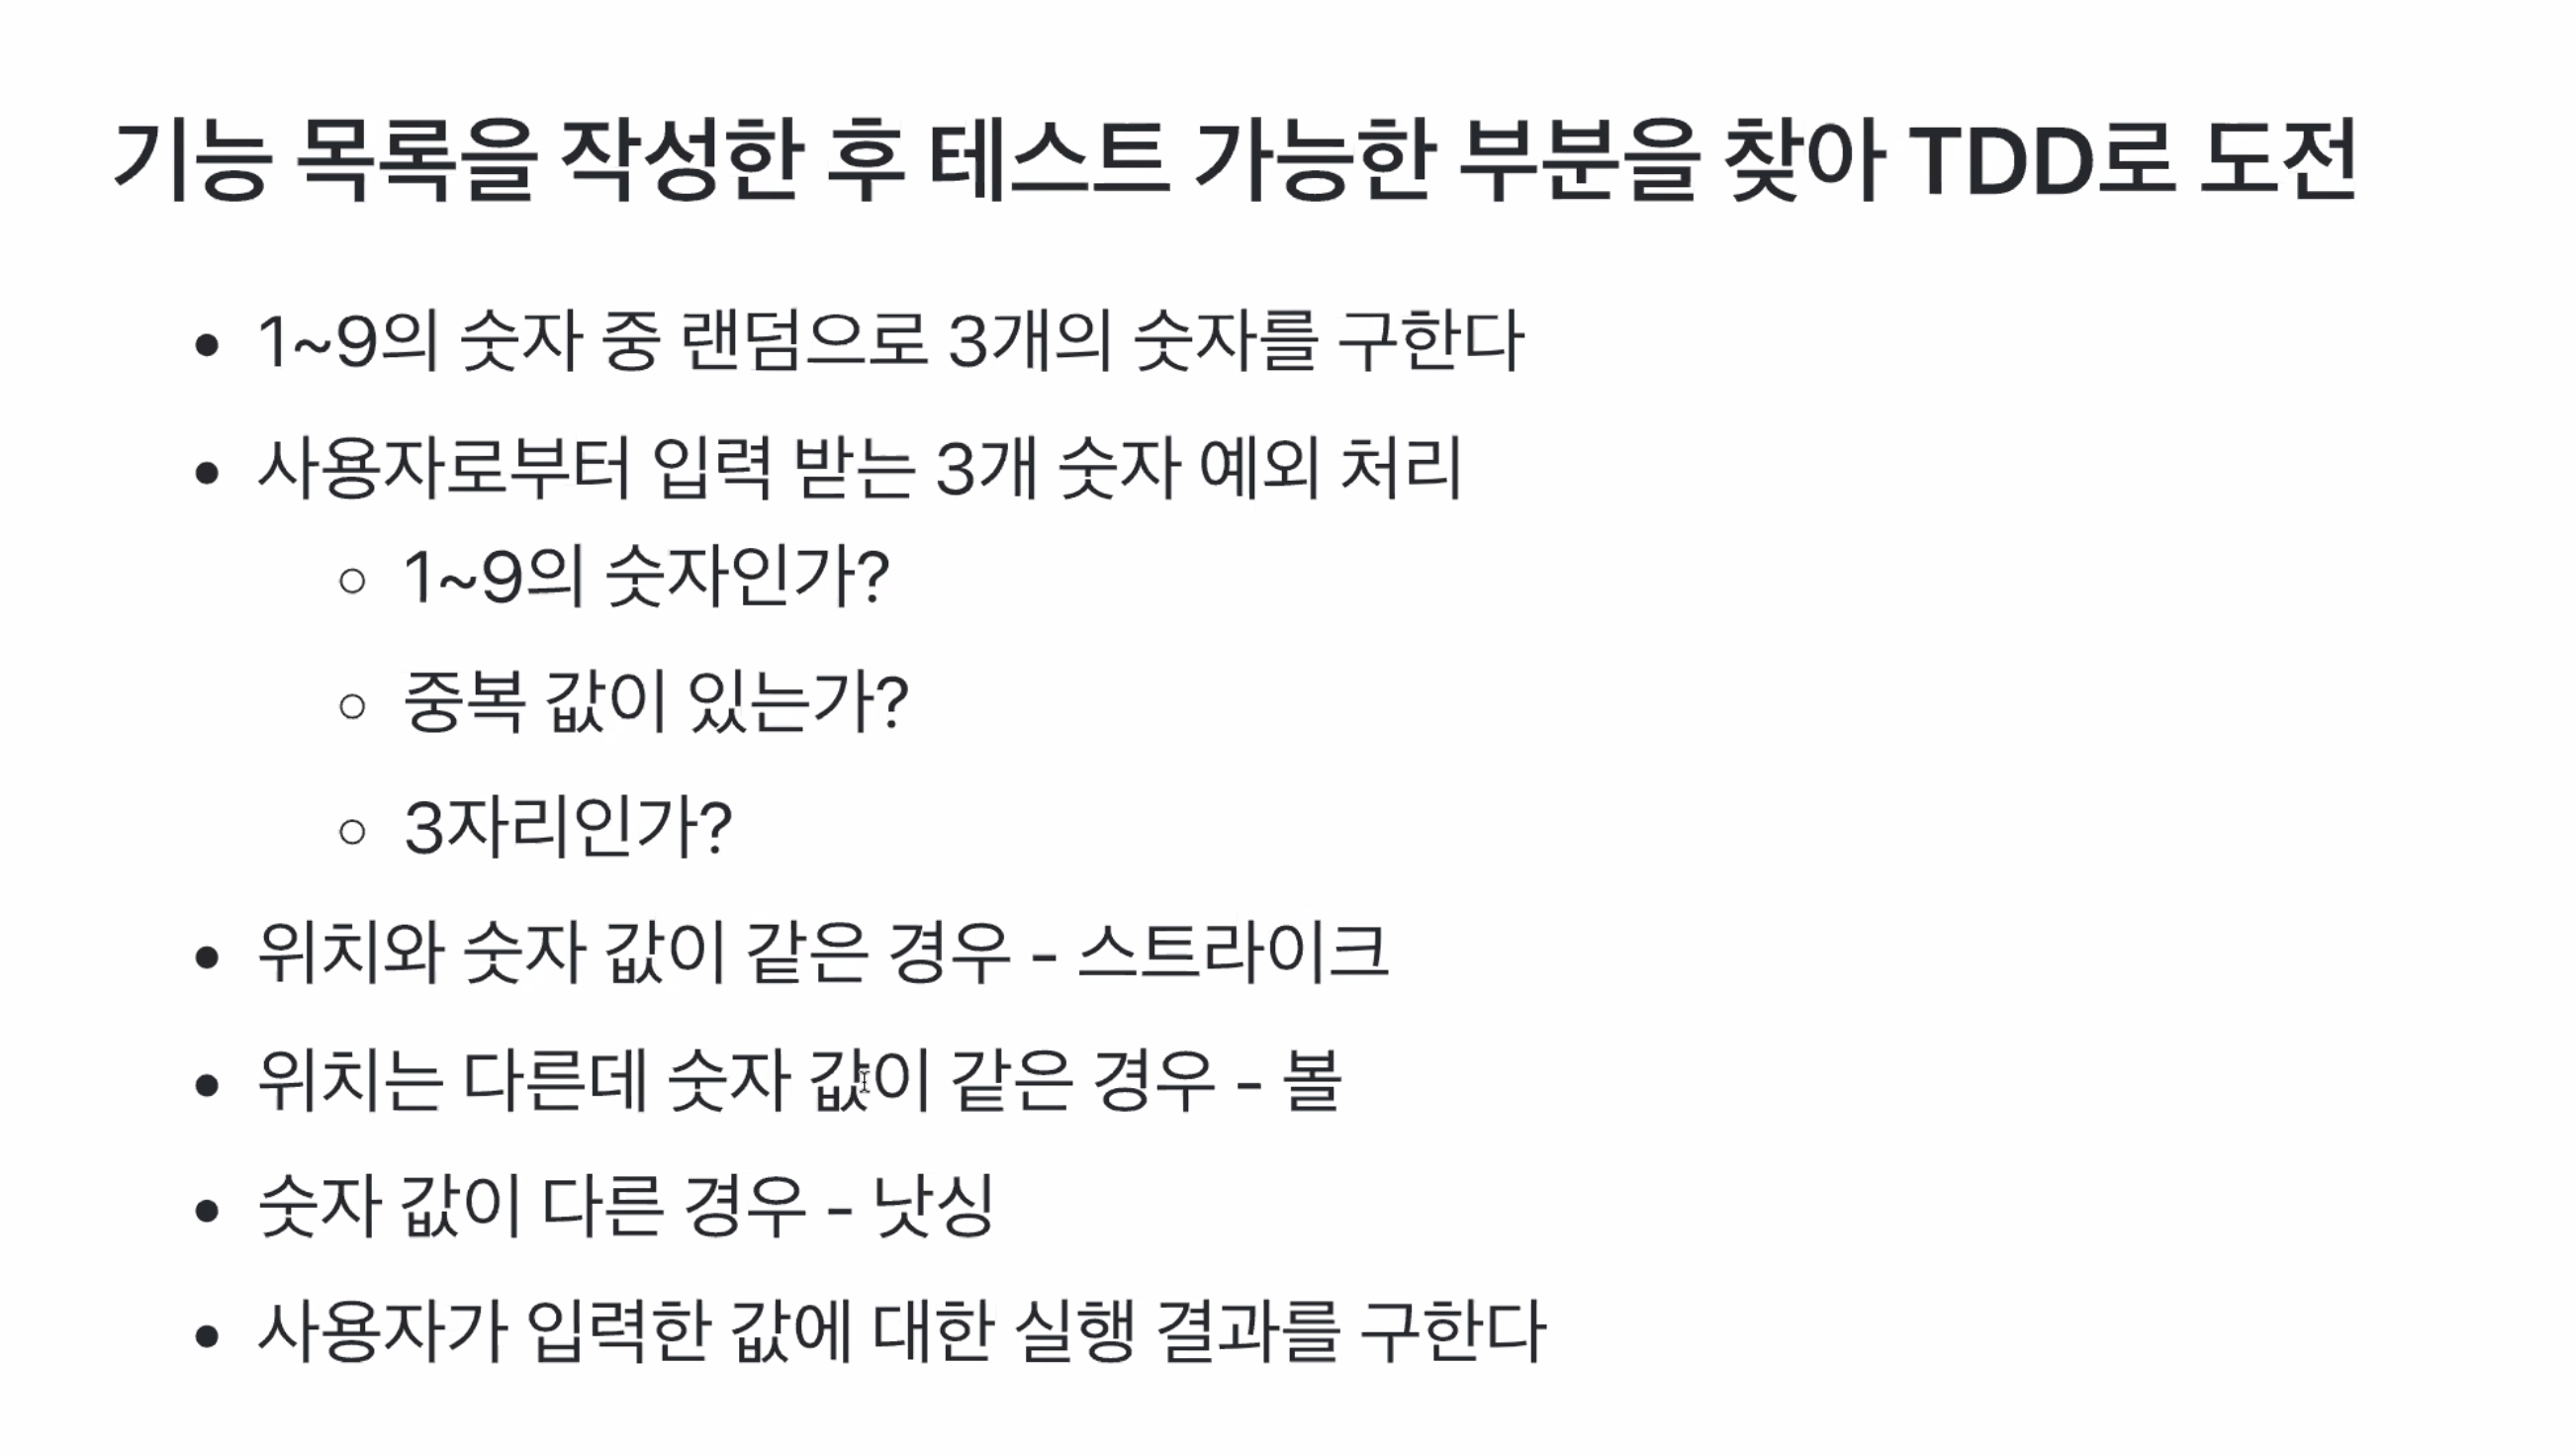 기능 목록을 작성한 후 테스트 가능한 부분을 찾아 TDD로 도전
• 1~9의 숫자 중 랜덤으로 3개의 숫자를 구한다
• 사용자로부터 입력 받는 3개 숫자 예외 처리
◦ 1~9의 숫자인가?
◦ 중복 값이 있는가?
◦ 3자리인가?
• 위치와 숫자 값이 같은 경우 - 스트라이크
• 위치는 다른데 숫자 값이 같은 경우 - 볼
• 숫자 값이 다른 경우 - 낫싱
• 사용자가 입력한 값에 대한 실행 결과를 구한다